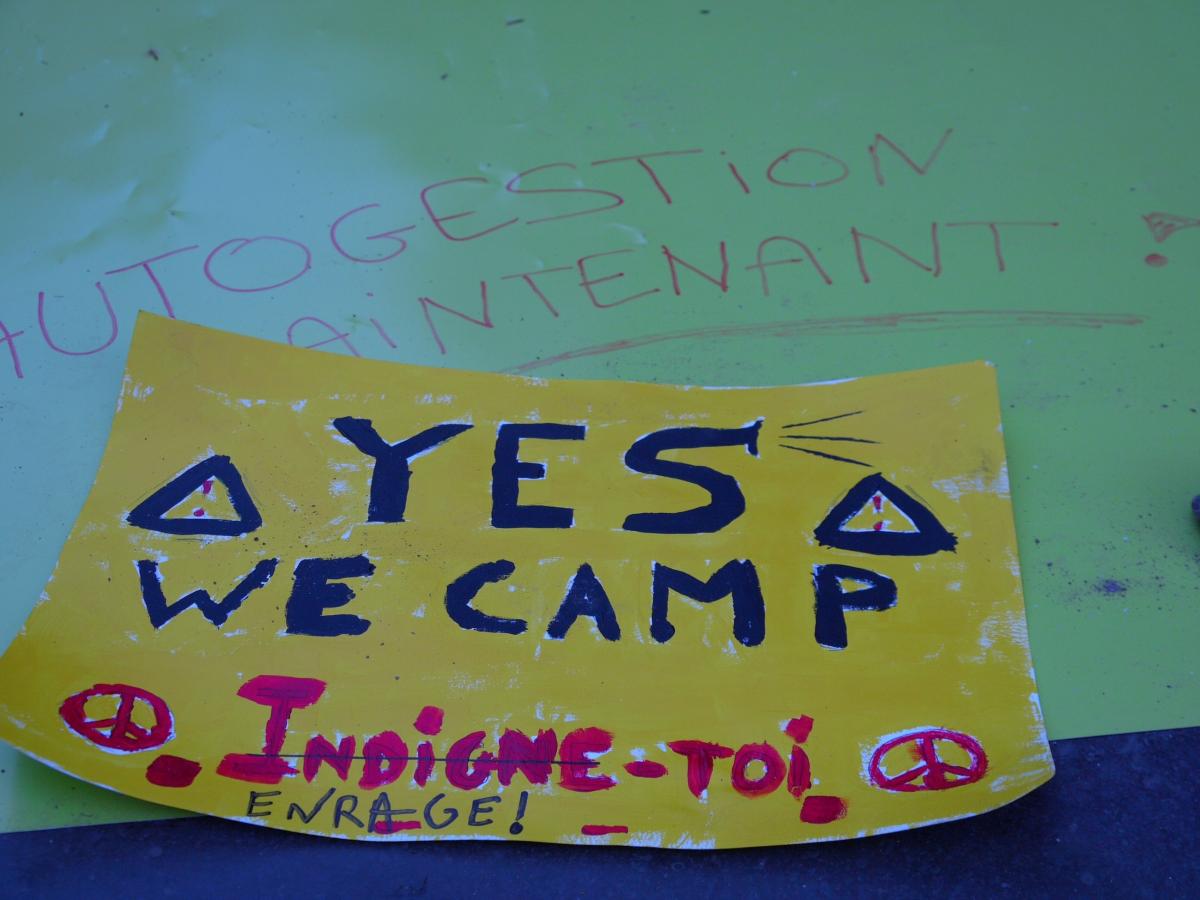 AUTOGESTiON
AiNTENANT !
YES
WE CAMP
INDiGNE-TOi
ENRAGE!